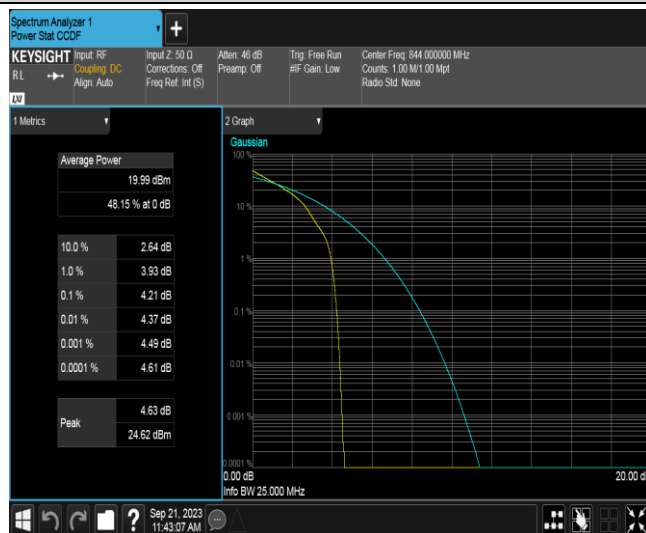 Spectrum Analyzer 1
Power Stat CCDF
+
KEYSIGHT
RL
LXI
Input: RF
Coupling: DC
Align: Auto
Input Z: 50 Ω
Corrections: Off
Freq Ref: Int (S)
Atten: 46 dB
Preamp: Off
Trig: Free Run
#IF Gain: Low
Center Freq: 844.000000 MHz
Counts: 1.00 M/1.00 Mpt
Radio Std: None
1 Metrics
Average Power
19.99 dBm
48.15 % at 0 dB
10.0 % 2.64 dB
1.0 % 3.93 dB
0.1 % 4.21 dB
0.01 % 4.37 dB
0.001 % 4.49 dB
0.0001 % 4.61 dB
Peak
4.63 dB
24.62 dBm
2 Graph
Gaussian
100 %
10 %
1 %
0.1 %
0.01 %
0.001 %
0.0001 %
0.00 dB 20.00 d
Info BW 25.000 MHz
?
Sep 21, 2023
11:43:07 AM